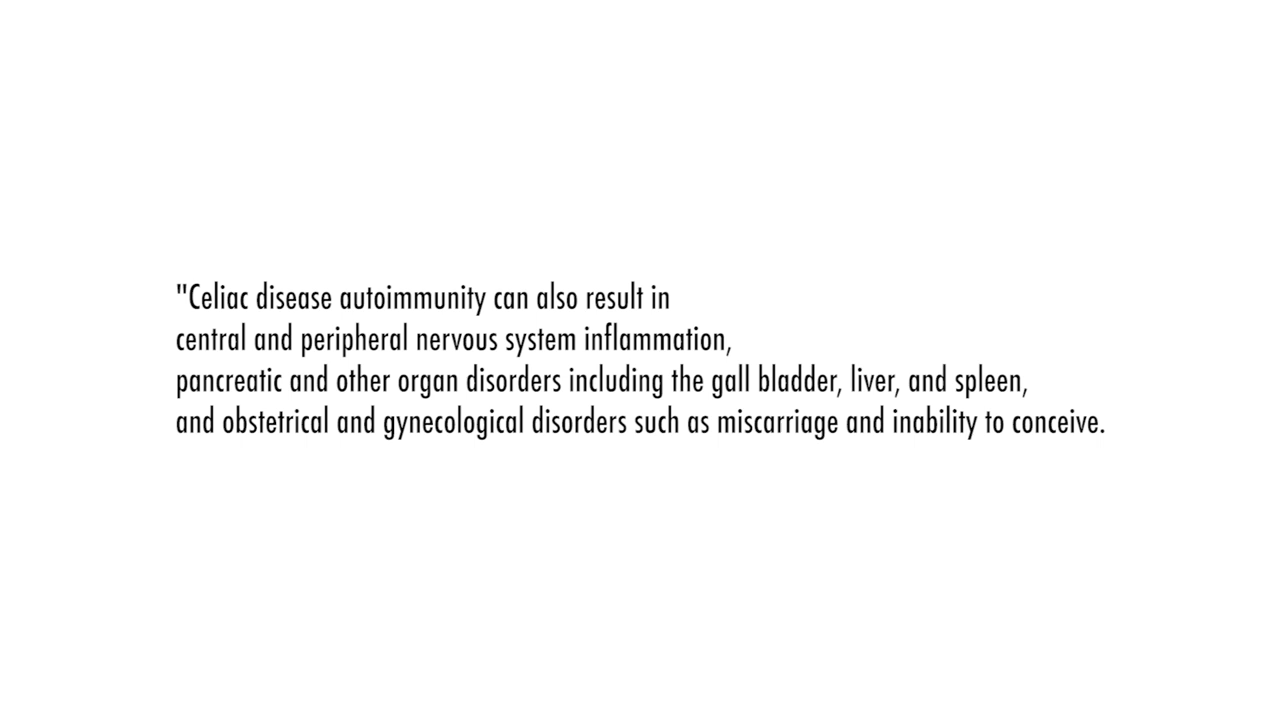 "Celiac disease autoimmunity can also result in
central and peripheral nervous system inflammation,
pancreatic and other organ disorders including the gall bladder, liver, and spleen,
and obstetrical and gynecological disorders such as miscarriage and inability to conceive.